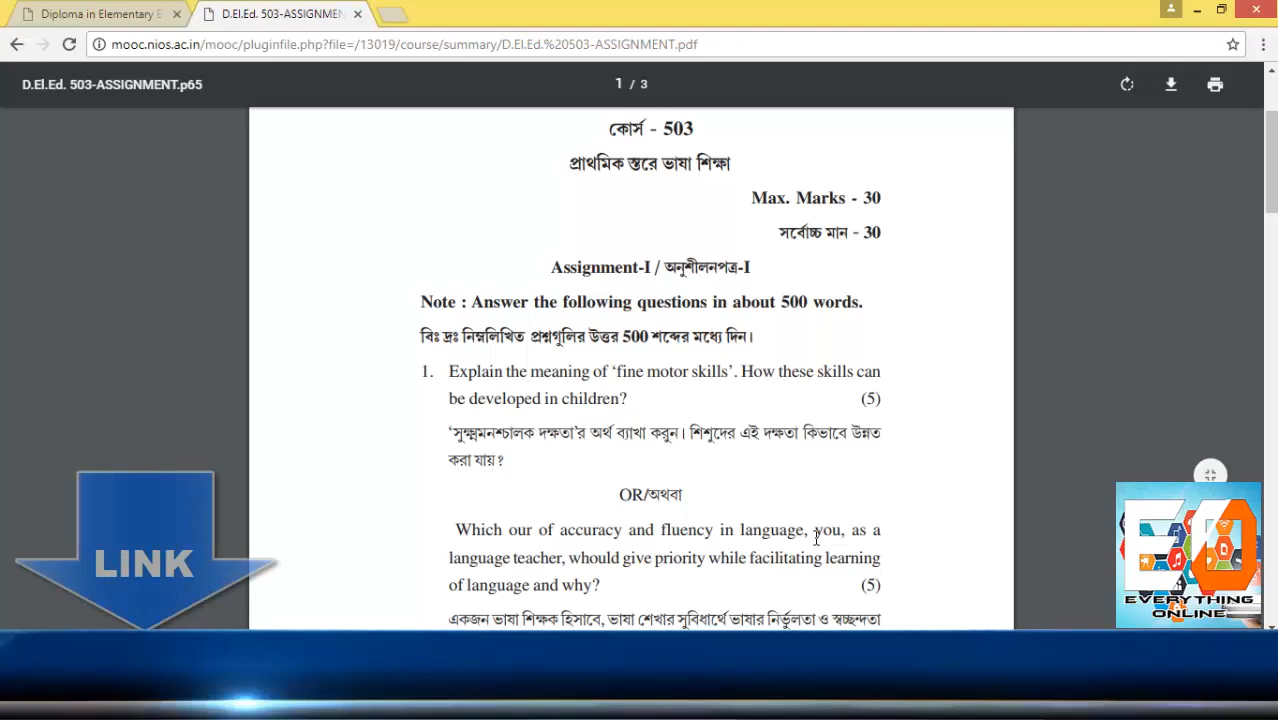 Diploma in Elementary E
D.El.Ed. 503-ASSIGNMEN
mooc.nios.ac.in/mooc/pluginfile.php?file=/13019/course/summary/D.El.Ed.%20503-ASSIGNMENT.pdf
D.El.Ed. 503-ASSIGNMENT.p65
1 / 3
কোর্স - 503
প্রাথমিক স্তরে ভাষা শিক্ষা
Max. Marks - 30
সর্বোচ্চ মান - 30
Assignment-I / অনুশীলনপত্র-I
Note : Answer the following questions in about 500 words.
বিঃ দ্রঃ নিম্নলিখিত প্রশ্নগুলির উত্তর 500 শব্দের মধ্যে দিন।
1. Explain the meaning of ‘fine motor skills’. How these skills can
be developed in children? (5)
‘সুক্ষ্মমনশ্চালক দক্ষতা’র অর্থ ব্যাখা করুন। শিশুদের এই দক্ষতা কিভাবে উন্নত
করা যায়?
OR/অথবা
Which our of accuracy and fluency in language, you, as a
language teacher, whould give priority while facilitating learning
of language and why? (5)
একজন ভাষা শিক্ষক হিসাবে, ভাষা শেখার সুবিধার্থে ভাষার নির্ভুলতা ও স্বচ্ছন্দতা
LINK
EO
EVERYTHING
ONLINE